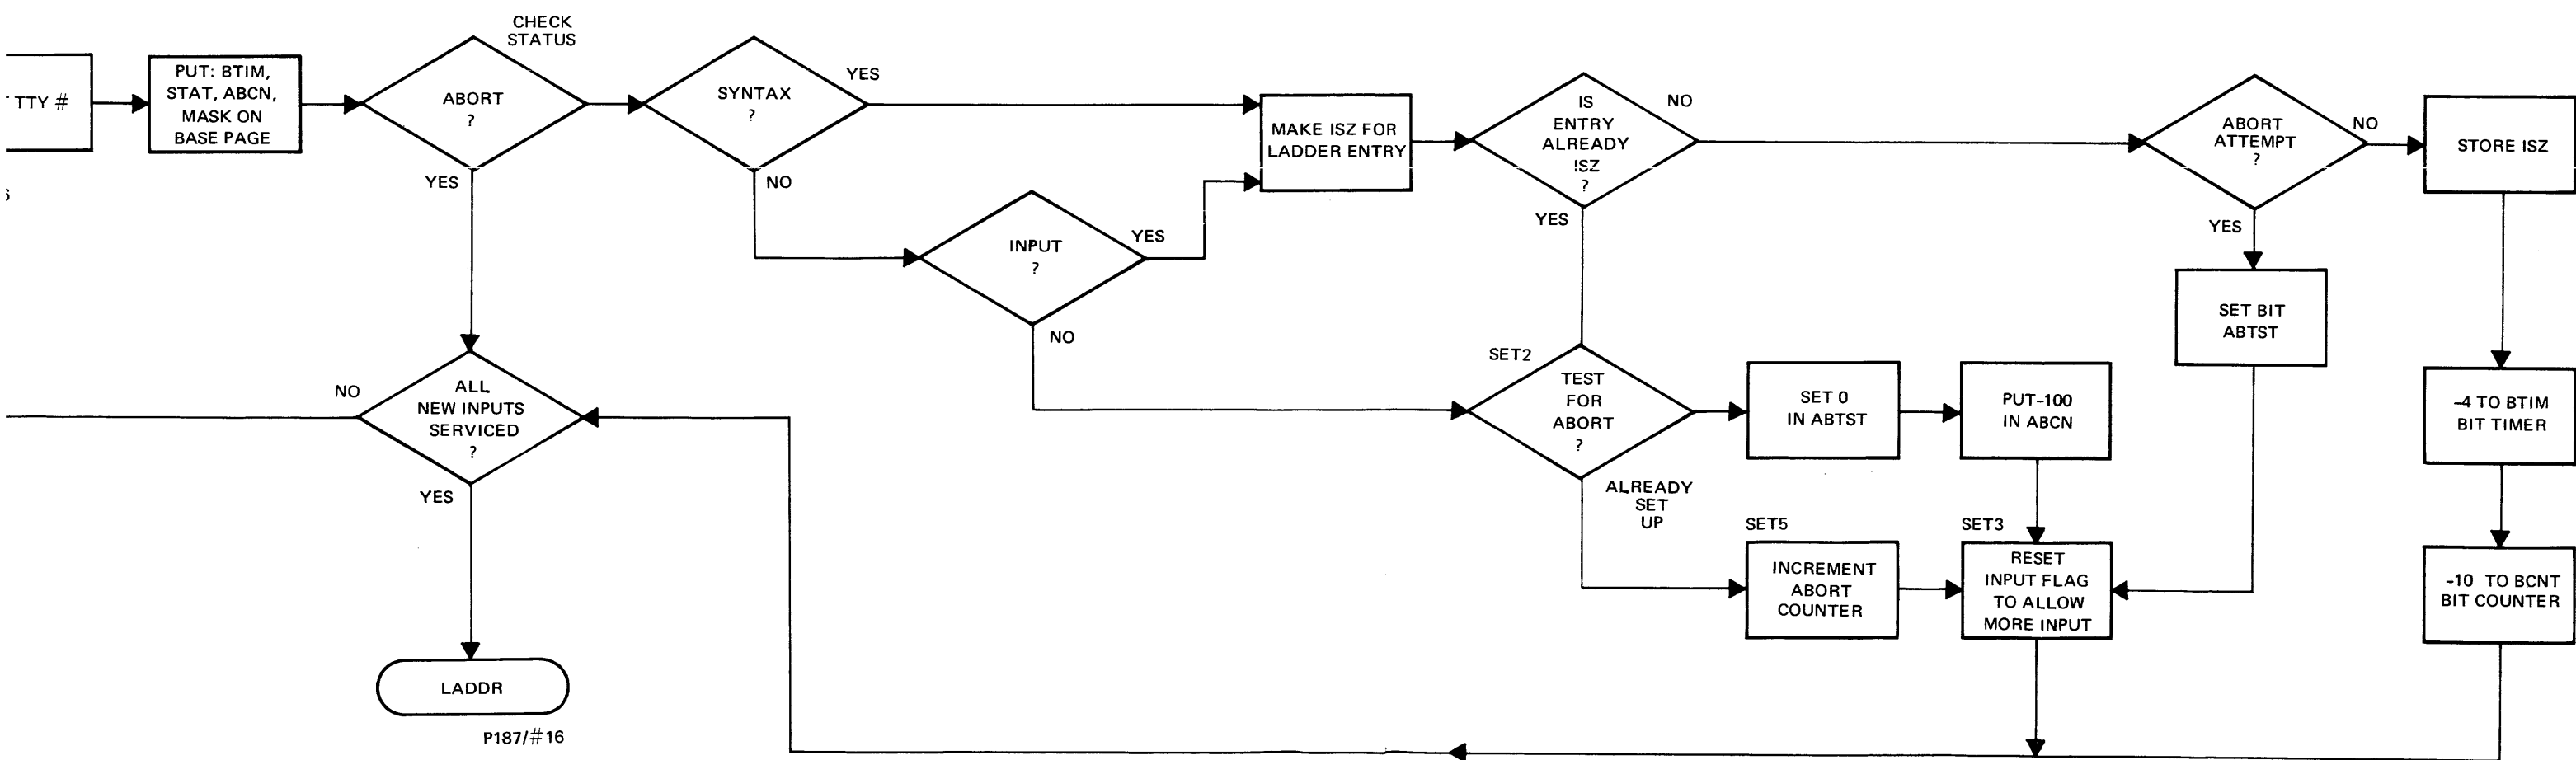 TTY #
PUT: BTIM,
STAT, ABCN,
MASK ON
BASE PAGE
CHECK
STATUS
ABORT
?
YES
SYNTAX
?
YES
NO
INPUT
?
YES
NO
MAKE ISZ FOR
LADDER ENTRY
IS
ENTRY
ALREADY
ISZ
?
NO
YES
ABORT
ATTEMPT
?
NO
YES
STORE ISZ
SET BIT
ABTST
-4 TO BTIM
BIT TIMER
-10 TO BCNT
BIT COUNTER
SET2
TEST
FOR
ABORT
?
ALREADY
SET
UP
SET 0
IN ABTST
PUT-100
IN ABCN
SET5
INCREMENT
ABORT
COUNTER
SET3
RESET
INPUT FLAG
TO ALLOW
MORE INPUT
NO
ALL
NEW INPUTS
SERVICED
?
YES
LADDR
P187/#16